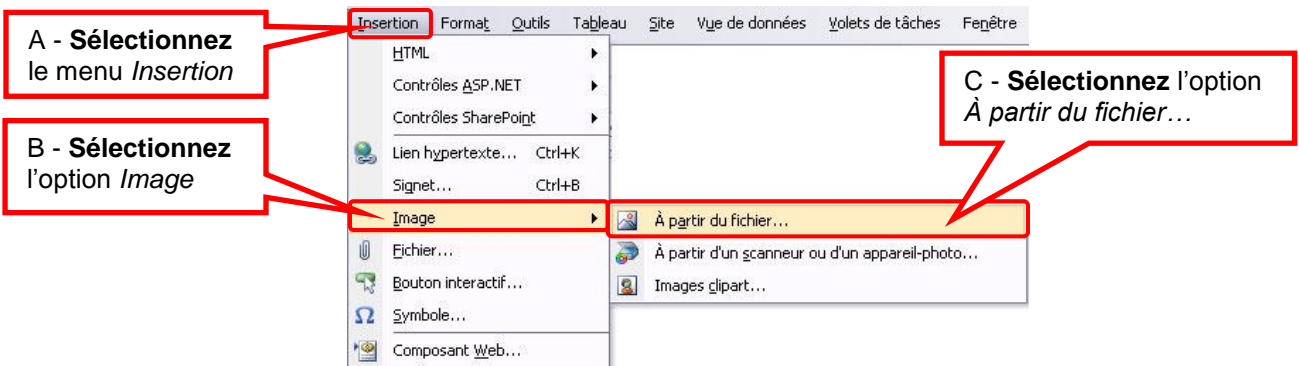 Insertion Format Outils Tableau Site Vue de données Volets de tâches Fenêtre
A - Sélectionnez
le menu Insertion
HTML
Contrôles ASP.NET
Contrôles SharePoint
C - Sélectionnez l’option
À partir du fichier…
B - Sélectionnez
l’option Image
Lien hypertexte... Ctrl+K
Signet... Ctrl+B
Image
À partir du fichier...
Fichier...
À partir d'un scanneur ou d'un appareil-photo...
Bouton interactif...
Images clipart...
Symbole...
Composant Web...